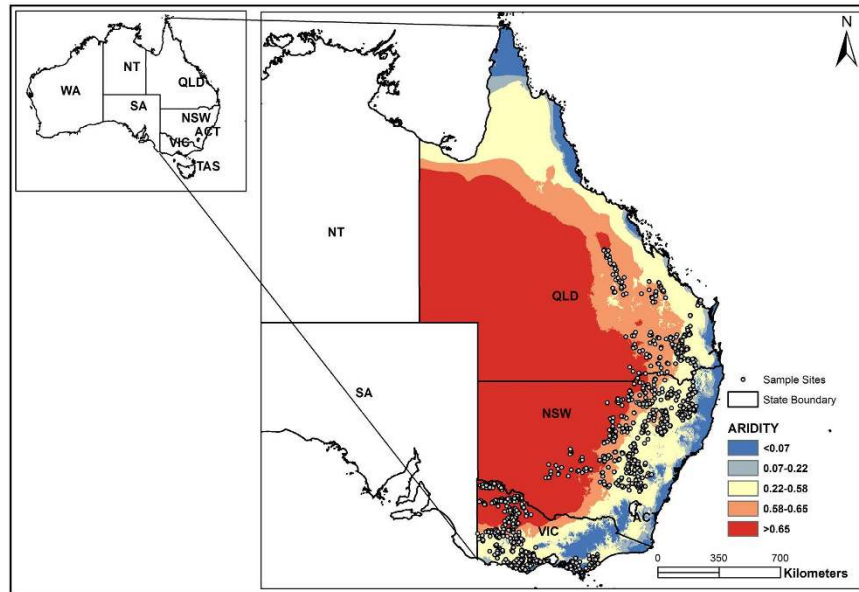 NT
QLD
WA
SA
NSW
ACT
VIC
TAS
N
NT
QLD
SA
NSW
ACT
VIC
Sample Sites
State Boundary
ARIDITY
<0.07
0.07-0.22
0.22-0.58
0.58-0.65
>0.65
0 350 700
Kilometers